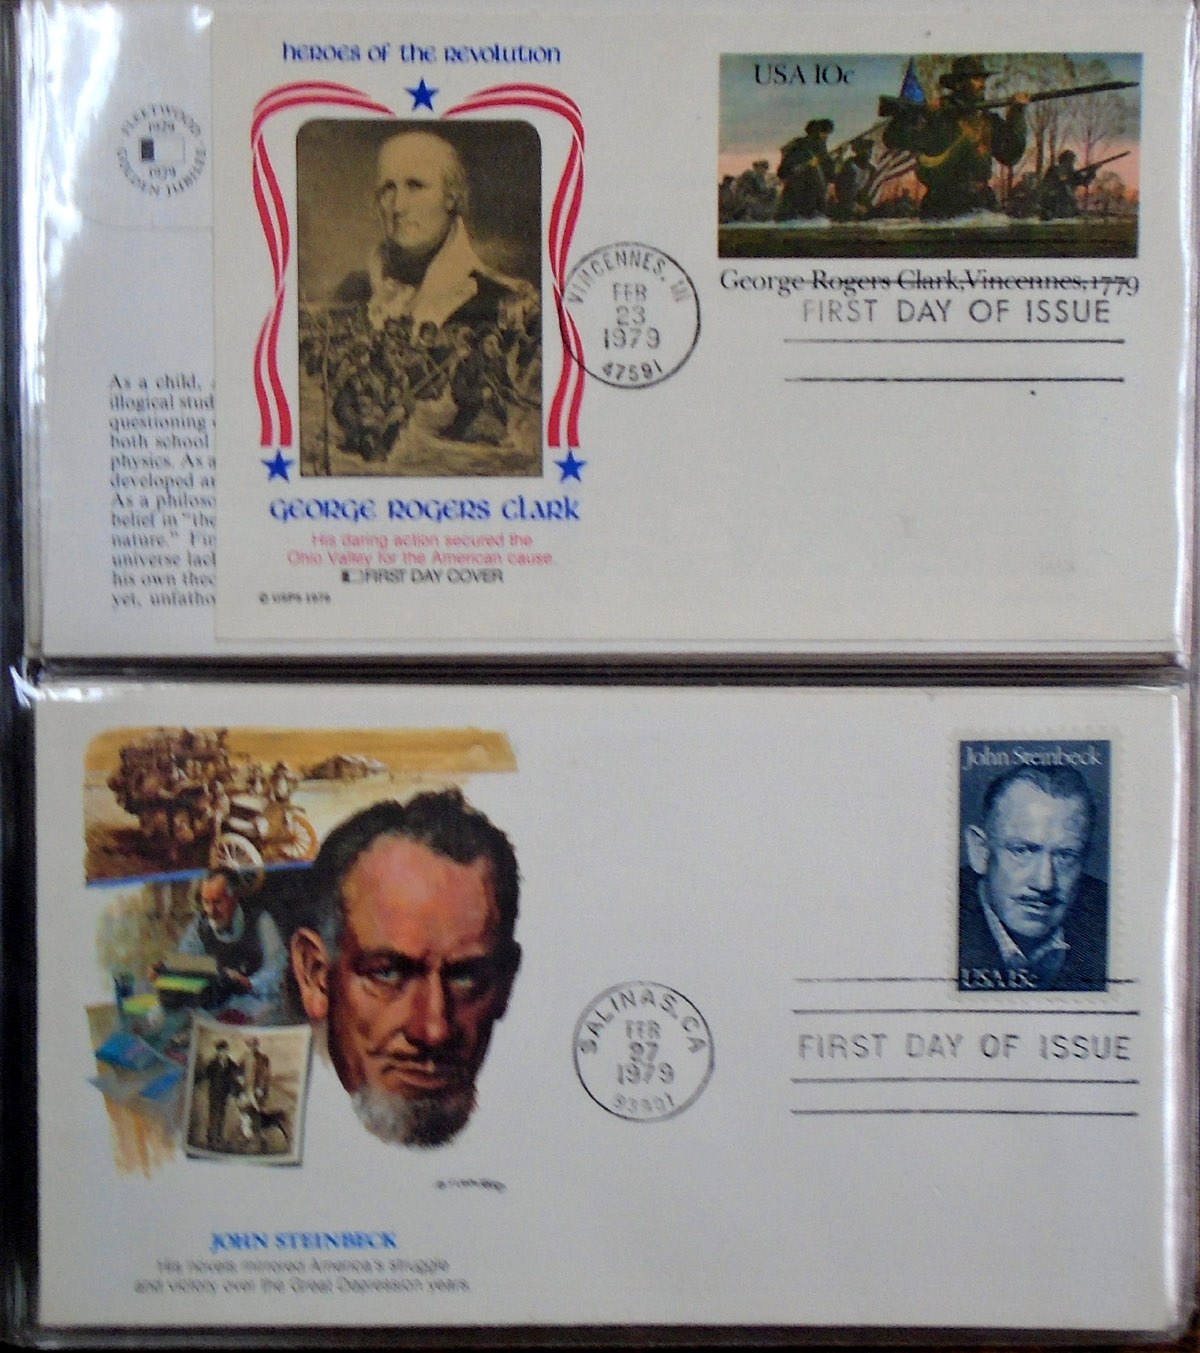 heroes of the revolution
FLEETWOOD
1929
1979
GOLDEN JUBILEE
USA 10c
George Rogers Clark, Vincennes, 1779
VINCENNES, IN
FEB
23
1979
47591
FIRST DAY OF ISSUE
As a child,
illogical stud
questioning
both school
physics. As a
developed an
As a philoso
belief in "the
nature." Fin
universe lack
his own theo
yet, unfatho
GEORGE ROGERS CLARK
His daring action secured the
Ohio Valley for the American cause.
FIRST DAY COVER
© USPS 1979
John Steinbeck
USA 15c
SALINAS, CA
FEB
27
1979
93901
FIRST DAY OF ISSUE
JOHN STEINBECK
His novels mirrored America's struggle
and victory over the Great Depression years.